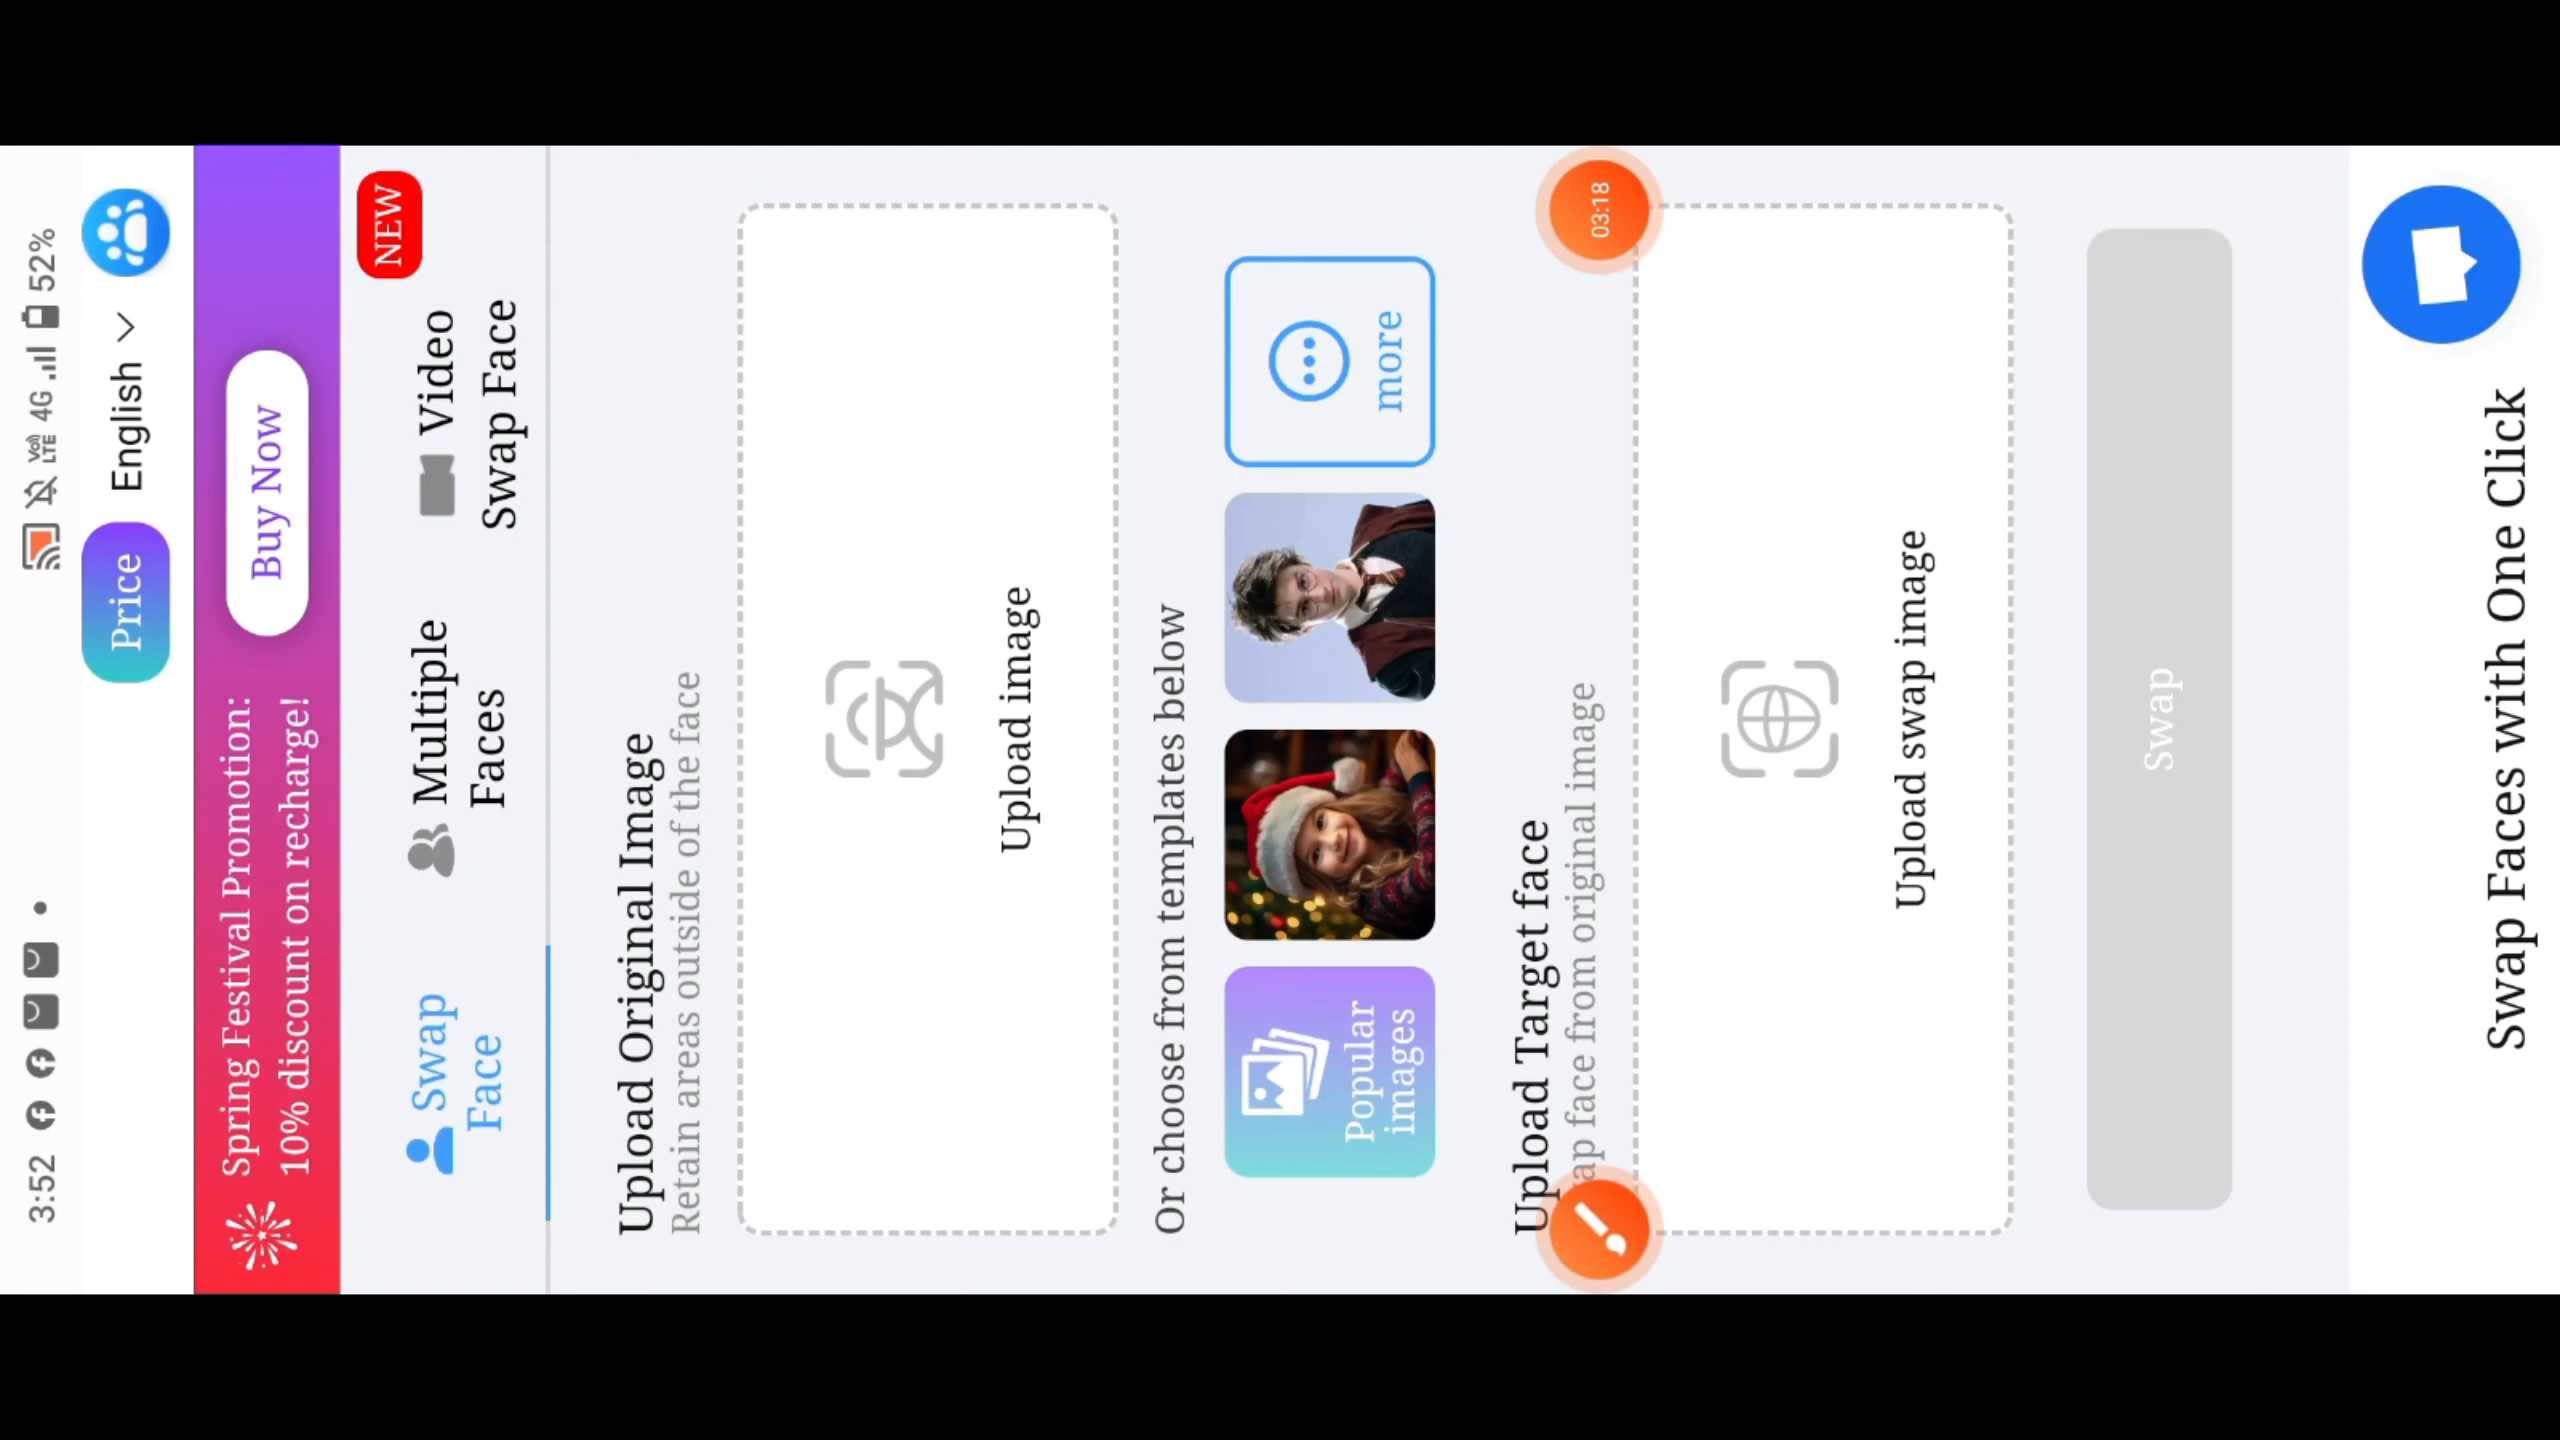 3:52
VoD LTE 4G 52%
Price
English
Spring Festival Promotion:
10% discount on recharge!
Buy Now
Swap
Face
Multiple
Faces
Video
Swap Face
NEW
Upload Original Image
Retain areas outside of the face
Upload image
Or choose from templates below
Popular
images
more
Upload Target face
face from original image
03:18
Upload swap image
Swap
Swap Faces with One Click